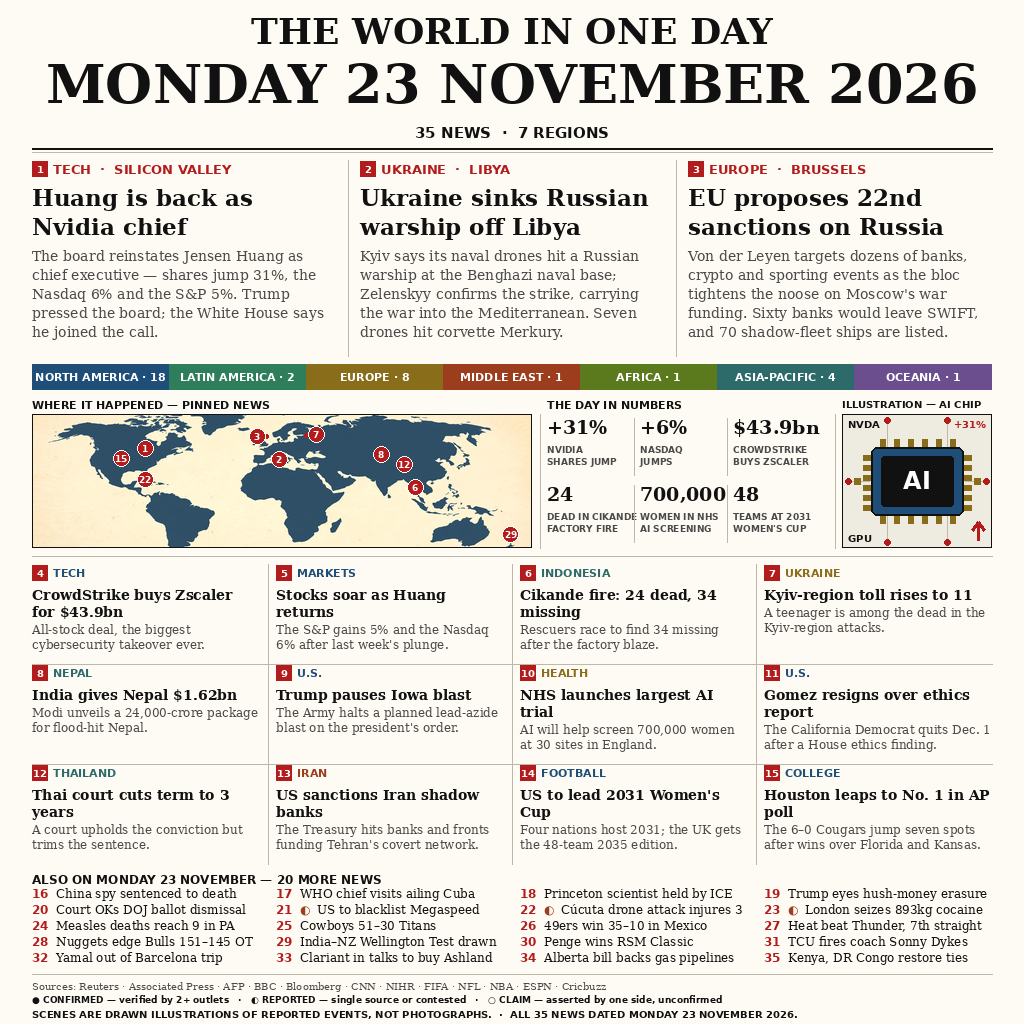 THE WORLD IN ONE DAY
MONDAY 23 NOVEMBER 2026
35 NEWS · 7 REGIONS
1 TECH · SILICON VALLEY
Huang is back as
Nvidia chief
The board reinstates Jensen Huang as
chief executive — shares jump 31%, the
Nasdaq 6% and the S&P 5%. Trump
pressed the board; the White House says
he joined the call.
2 UKRAINE · LIBYA
Ukraine sinks Russian
warship off Libya
Kyiv says its naval drones hit a Russian
warship at the Benghazi naval base;
Zelenskyy confirms the strike, carrying
the war into the Mediterranean. Seven
drones hit corvette Merkury.
3 EUROPE · BRUSSELS
EU proposes 22nd
sanctions on Russia
Von der Leyen targets dozens of banks,
crypto and sporting events as the bloc
tightens the noose on Moscow's war
funding. Sixty banks would leave SWIFT,
and 70 shadow-fleet ships are listed.
NORTH AMERICA · 18
LATIN AMERICA · 2
EUROPE · 8
MIDDLE EAST · 1
AFRICA · 1
ASIA-PACIFIC · 4
OCEANIA · 1
WHERE IT HAPPENED — PINNED NEWS
1
15
22
3
7
2
8
12
6
29
THE DAY IN NUMBERS
+31%
NVIDIA
SHARES JUMP
+6%
NASDAQ
JUMPS
$43.9bn
CROWDSTRIKE
BUYS ZSCALER
24
DEAD IN CIKANDE
FACTORY FIRE
700,000
WOMEN IN NHS
AI SCREENING
48
TEAMS AT 2031
WOMEN'S CUP
ILLUSTRATION — AI CHIP
NVDA
+31%
AI
GPU
4 TECH
CrowdStrike buys Zscaler
for $43.9bn
All-stock deal, the biggest
cybersecurity takeover ever.
5 MARKETS
Stocks soar as Huang
returns
The S&P gains 5% and the Nasdaq
6% after last week's plunge.
6 INDONESIA
Cikande fire: 24 dead, 34
missing
Rescuers race to find 34 missing
after the factory blaze.
7 UKRAINE
Kyiv-region toll rises to 11
A teenager is among the dead in the
Kyiv-region attacks.
8 NEPAL
India gives Nepal $1.62bn
Modi unveils a 24,000-crore package
for flood-hit Nepal.
9 U.S.
Trump pauses Iowa blast
The Army halts a planned lead-azide
blast on the president's order.
10 HEALTH
NHS launches largest AI
trial
AI will help screen 700,000 women
at 30 sites in England.
11 U.S.
Gomez resigns over ethics
report
The California Democrat quits Dec. 1
after a House ethics finding.
12 THAILAND
Thai court cuts term to 3
years
A court upholds the conviction but
trims the sentence.
13 IRAN
US sanctions Iran shadow
banks
The Treasury hits banks and fronts
funding Tehran's covert network.
14 FOOTBALL
US to lead 2031 Women's
Cup
Four nations host 2031; the UK gets
the 48-team 2035 edition.
15 COLLEGE
Houston leaps to No. 1 in AP
poll
The 6–0 Cougars jump seven spots
after wins over Florida and Kansas.
ALSO ON MONDAY 23 NOVEMBER — 20 MORE NEWS
16 China spy sentenced to death
17 WHO chief visits ailing Cuba
18 Princeton scientist held by ICE
19 Trump eyes hush-money erasure
20 Court OKs DOJ ballot dismissal
21 ◐ US to blacklist Megaspeed
22 ◐ Cúcuta drone attack injures 3
23 ◐ London seizes 893kg cocaine
24 Measles deaths reach 9 in PA
25 Cowboys 51–30 Titans
26 49ers win 35–10 in Mexico
27 Heat beat Thunder, 7th straight
28 Nuggets edge Bulls 151–145 OT
29 India–NZ Wellington Test drawn
30 Penge wins RSM Classic
31 TCU fires coach Sonny Dykes
32 Yamal out of Barcelona trip
33 Clariant in talks to buy Ashland
34 Alberta bill backs gas pipelines
35 Kenya, DR Congo restore ties
Sources: Reuters · Associated Press · AFP · BBC · Bloomberg · CNN · NIHR · FIFA · NFL · NBA · ESPN · Cricbuzz
● CONFIRMED — verified by 2+ outlets · ◐ REPORTED — single source or contested · ○ CLAIM — asserted by one side, unconfirmed
SCENES ARE DRAWN ILLUSTRATIONS OF REPORTED EVENTS, NOT PHOTOGRAPHS. · ALL 35 NEWS DATED MONDAY 23 NOVEMBER 2026.